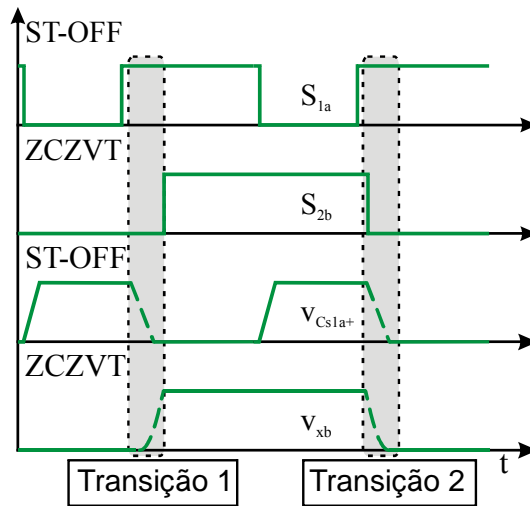 ST-OFF
S1a
ZCZVT
S2b
ST-OFF
vCs1a+
ZCZVT
vxb
t
Transição 1
Transição 2